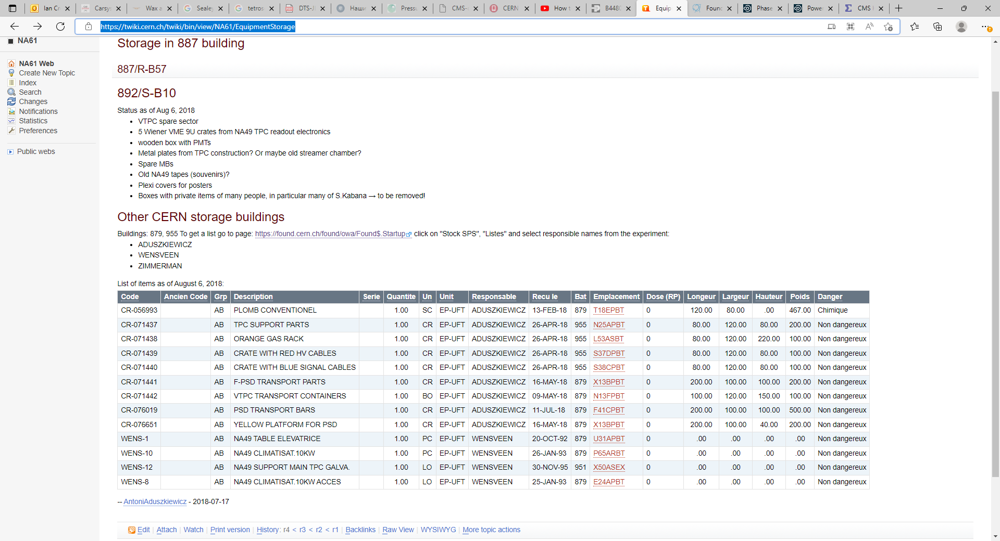 Ian Cr
Carsys
Wax a
Sealey
tetros
DTS-JI
Наши
Pressu
CMS-
CERN
How t
B4480
Equip
Found
Phase
Power
CMS
https://twiki.cern.ch/twiki/bin/view/NA61/EquipmentStorage
NA61
NA61 Web
Create New Topic
Index
Search
Changes
Notifications
Statistics
Preferences
Public webs
Storage in 887 building
887/R-B57
892/S-B10
Status as of Aug 6, 2018
• VTPC spare sector
• 5 Wiener VME 9U crates from NA49 TPC readout electronics
• wooden box with PMTs
• Metal plates from TPC construction? Or maybe old streamer chamber?
• Spare MBs
• Old NA49 tapes (souvenirs)?
• Plexi covers for posters
• Boxes with private items of many people, in particular many of S.Kabana → to be removed!
Other CERN storage buildings
Buildings: 879, 955 To get a list go to page: https://found.cern.ch/found/owa/Found$.Startup click on "Stock SPS", "Listes" and select responsible names from the experiment:
• ADUSZKIEWICZ
• WENSVEEN
• ZIMMERMAN
List of items as of August 6, 2018:
Code Ancien Code Grp Description Serie Quantite Un Unit Responsable Recu le Bat Emplacement Dose (RP) Longeur Largeur Hauteur Poids Danger
CR-056993 AB PLOMB CONVENTIONEL 1.00 SC EP-UFT ADUSZKIEWICZ 13-FEB-18 879 T18EPBT 0 120.00 80.00 .00 467.00 Chimique
CR-071437 AB TPC SUPPORT PARTS 1.00 CR EP-UFT ADUSZKIEWICZ 26-APR-18 955 N25APBT 0 80.00 120.00 80.00 200.00 Non dangereux
CR-071438 AB ORANGE GAS RACK 1.00 CR EP-UFT ADUSZKIEWICZ 26-APR-18 955 L53ASBT 0 80.00 120.00 220.00 100.00 Non dangereux
CR-071439 AB CRATE WITH RED HV CABLES 1.00 CR EP-UFT ADUSZKIEWICZ 26-APR-18 955 S37DPBT 0 80.00 120.00 80.00 100.00 Non dangereux
CR-071440 AB CRATE WITH BLUE SIGNAL CABLES 1.00 CR EP-UFT ADUSZKIEWICZ 26-APR-18 955 S38CPBT 0 80.00 120.00 80.00 100.00 Non dangereux
CR-071441 AB F-PSD TRANSPORT PARTS 1.00 CR EP-UFT ADUSZKIEWICZ 16-MAY-18 879 X13BPBT 0 200.00 100.00 100.00 200.00 Non dangereux
CR-071442 AB VTPC TRANSPORT CONTAINERS 1.00 BO EP-UFT ADUSZKIEWICZ 09-MAY-18 879 N13FPBT 0 100.00 120.00 150.00 100.00 Non dangereux
CR-076019 AB PSD TRANSPORT BARS 1.00 CR EP-UFT ADUSZKIEWICZ 11-JUL-18 879 F41CPBT 0 200.00 100.00 100.00 500.00 Non dangereux
CR-076651 AB YELLOW PLATFORM FOR PSD 1.00 CR EP-UFT ADUSZKIEWICZ 16-MAY-18 879 X13BPBT 0 200.00 100.00 40.00 200.00 Non dangereux
WENS-1 AB NA49 TABLE ELEVATRICE 1.00 PC EP-UFT WENSVEEN 20-OCT-92 879 U31APBT 0 .00 .00 .00 .00 Non dangereux
WENS-10 AB NA49 CLIMATISAT.10KW 1.00 PC EP-UFT WENSVEEN 26-JAN-93 879 P65ARBT 0 .00 .00 .00 .00 Non dangereux
WENS-12 AB NA49 SUPPORT MAIN TPC GALVA. 1.00 LO EP-UFT WENSVEEN 30-NOV-95 951 X50ASEX 0 .00 .00 .00 .00 Non dangereux
WENS-8 AB NA49 CLIMATISAT.10KW ACCES 1.00 LO EP-UFT WENSVEEN 25-JAN-93 879 E24APBT 0 .00 .00 .00 .00 Non dangereux
-- AntoniAduszkiewicz - 2018-07-17
Edit | Attach | Watch | Print version | History: r4 < r3 < r2 < r1 | Backlinks | Raw View | WYSIWYG | More topic actions